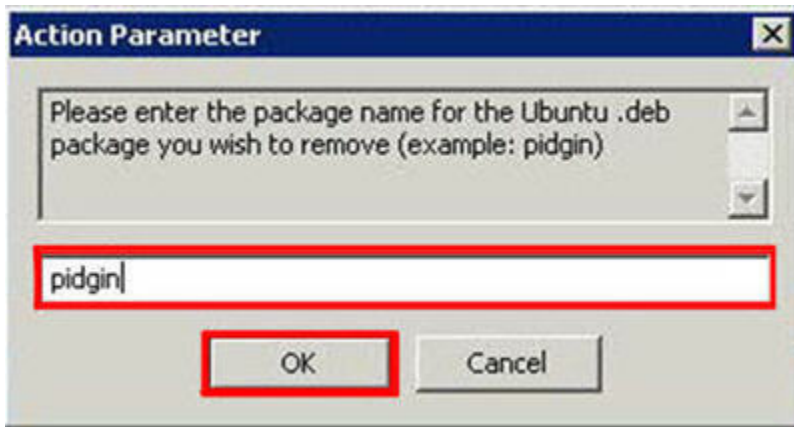 Action Parameter
Please enter the package name for the Ubuntu .deb
package you wish to remove (example: pidgin)
pidgin
OK
Cancel